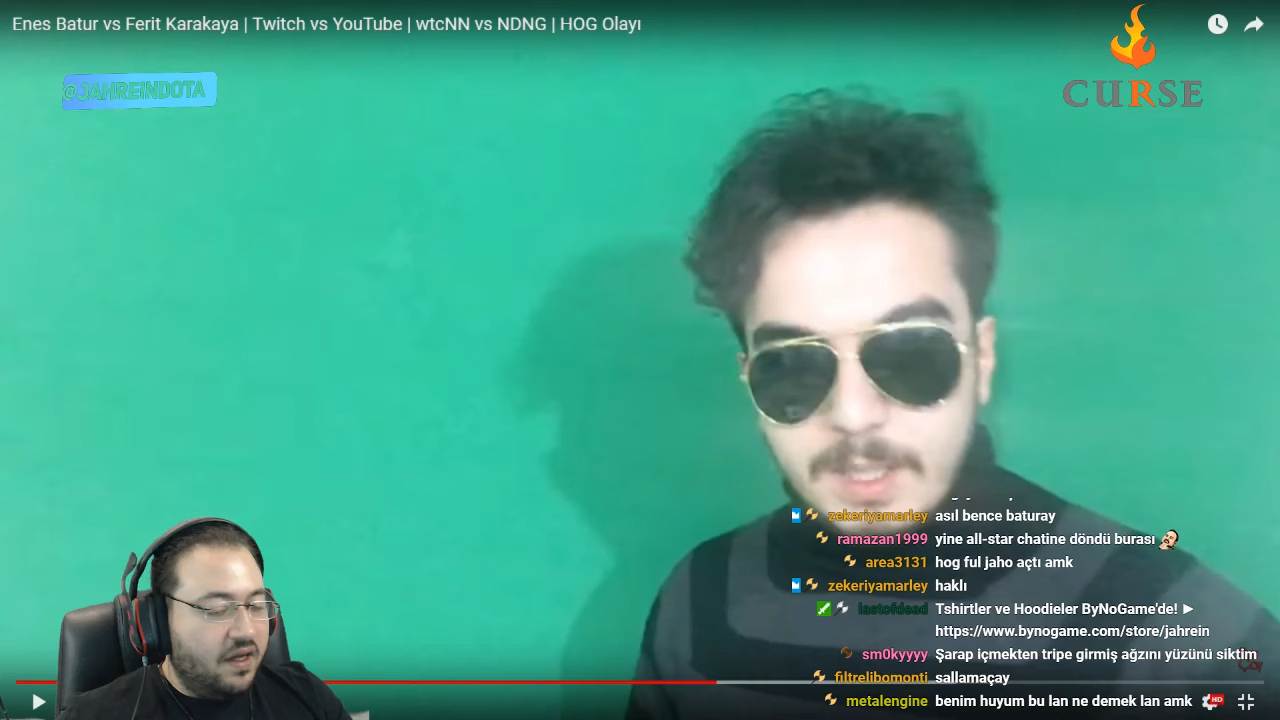 Enes Batur vs Ferit Karakaya | Twitch vs YouTube | wtcNN vs NDNG | HOG Olayı
@JAHREINDOTA
CURSE
zekeriyamarley asıl bence baturay
ramazan1999 yine all-star chatine döndü burası
area3131 hog ful jaho açtı amk
zekeriyamarley haklı
lastofdead Tshirtler ve Hoodieler ByNoGame'de! ►
https://www.bynogame.com/store/jahrein
sm0kyyyy Şarap içmekten tripe girmiş ağzını yüzünü siktim
filtrelibomonti sallamaçay
metalengine benim huyum bu lan ne demek lan amk
HD